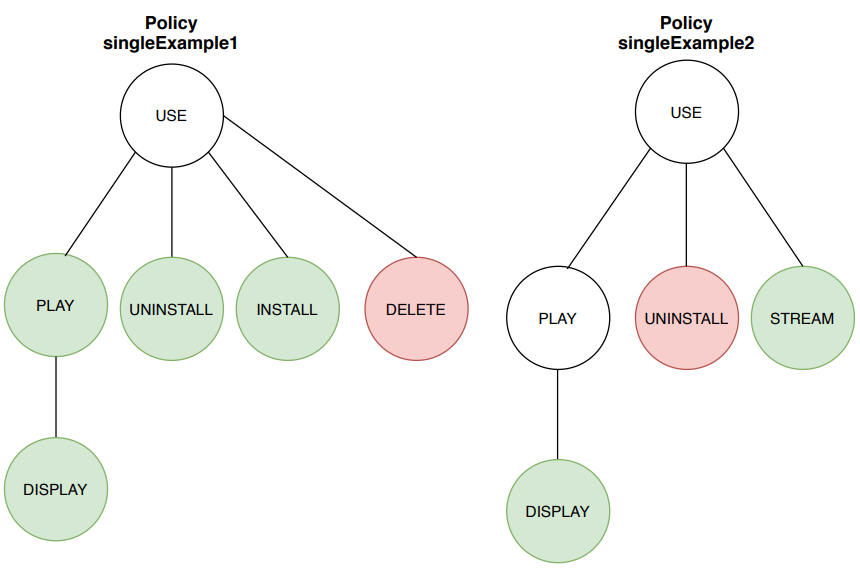 Policy
singleExample1
USE
PLAY
UNINSTALL
INSTALL
DELETE
DISPLAY
Policy
singleExample2
USE
PLAY
UNINSTALL
STREAM
DISPLAY